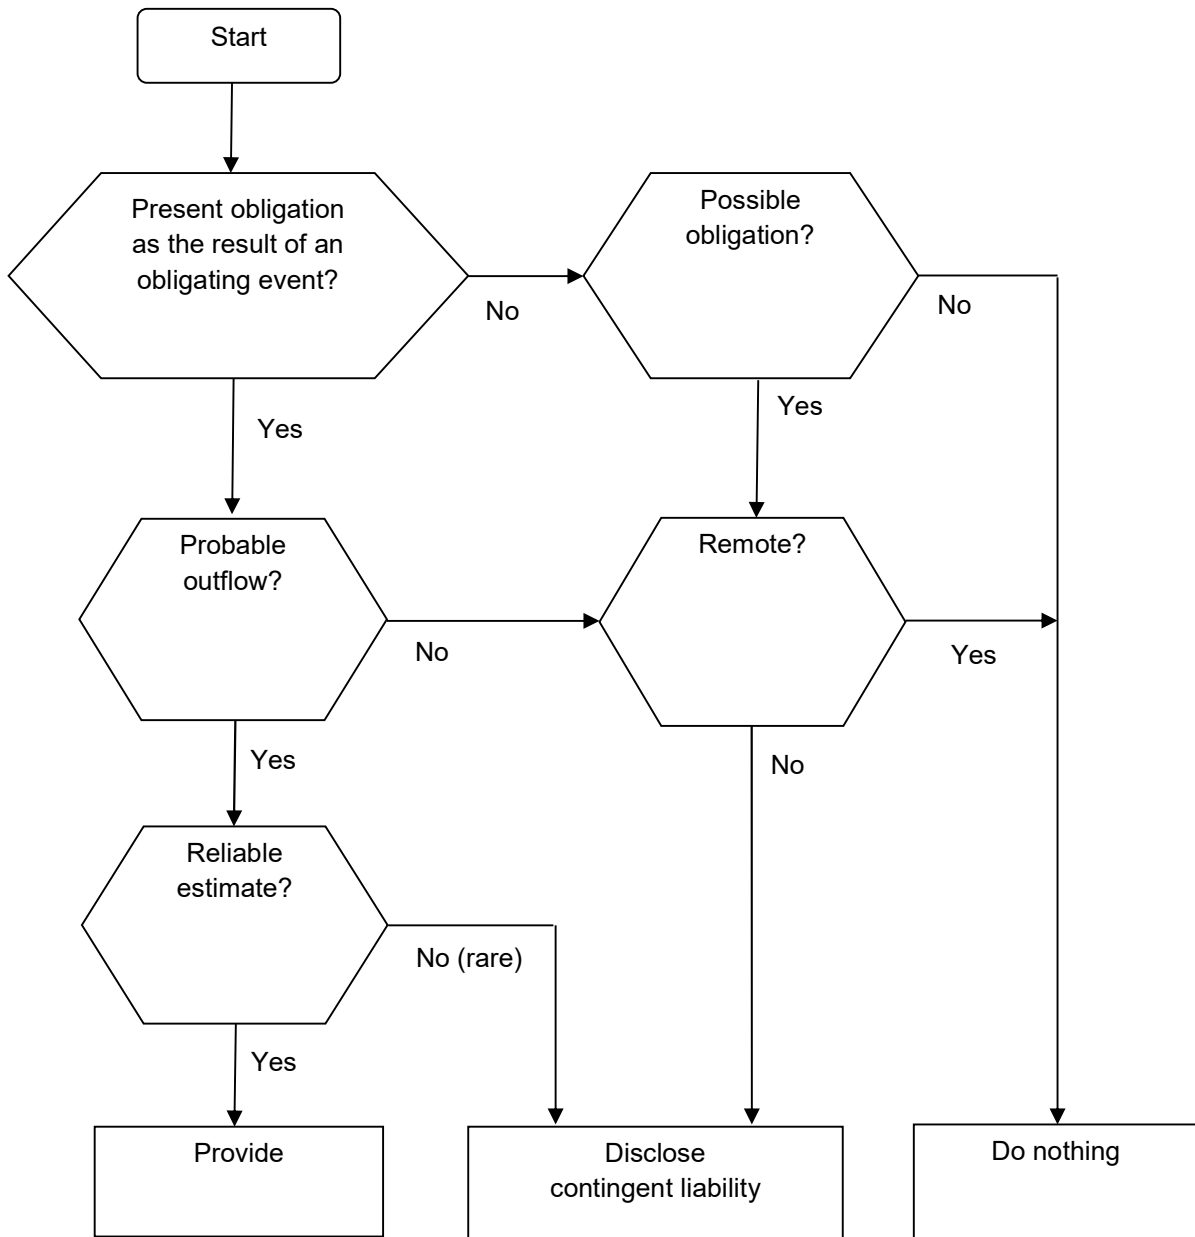 Start
Present obligation
as the result of an
obligating event?
No
Possible
obligation?
No
Yes
Yes
Probable
outflow?
No
Remote?
Yes
Yes
No
Reliable
estimate?
No (rare)
Yes
Provide
Disclose
contingent liability
Do nothing